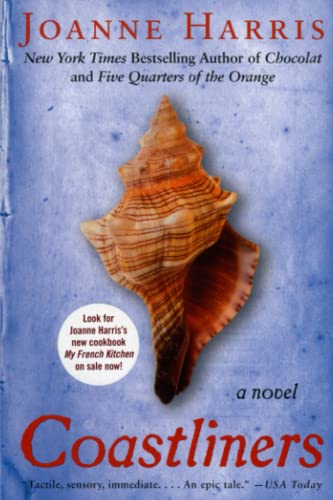 JOANNE HARRIS
New York Times Bestselling Author of Chocolat
and Five Quarters of the Orange
Look for
Joanne Harris's
new cookbook
My French Kitchen
on sale now!
a novel
Coastliners
"Tactile, sensory, immediate. . . . An epic tale." —USA Today